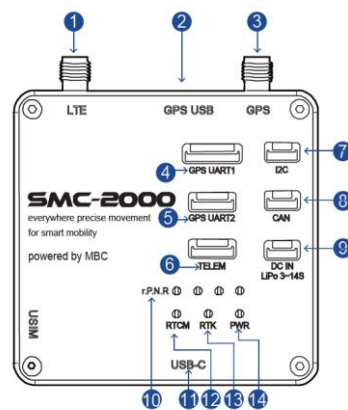 1 2 3
LTE GPS USB GPS
4 GPS UART1 I2C 7
SMC-2000
everywhere precise movement
for smart mobility
5 GPS UART2 CAN 8
powered by MBC
6 TELEM DC IN 9
LiPo 3~14S
r.P.N.R
USIM
RTCM RTK PWR
USB-C
10 11 12 13 14